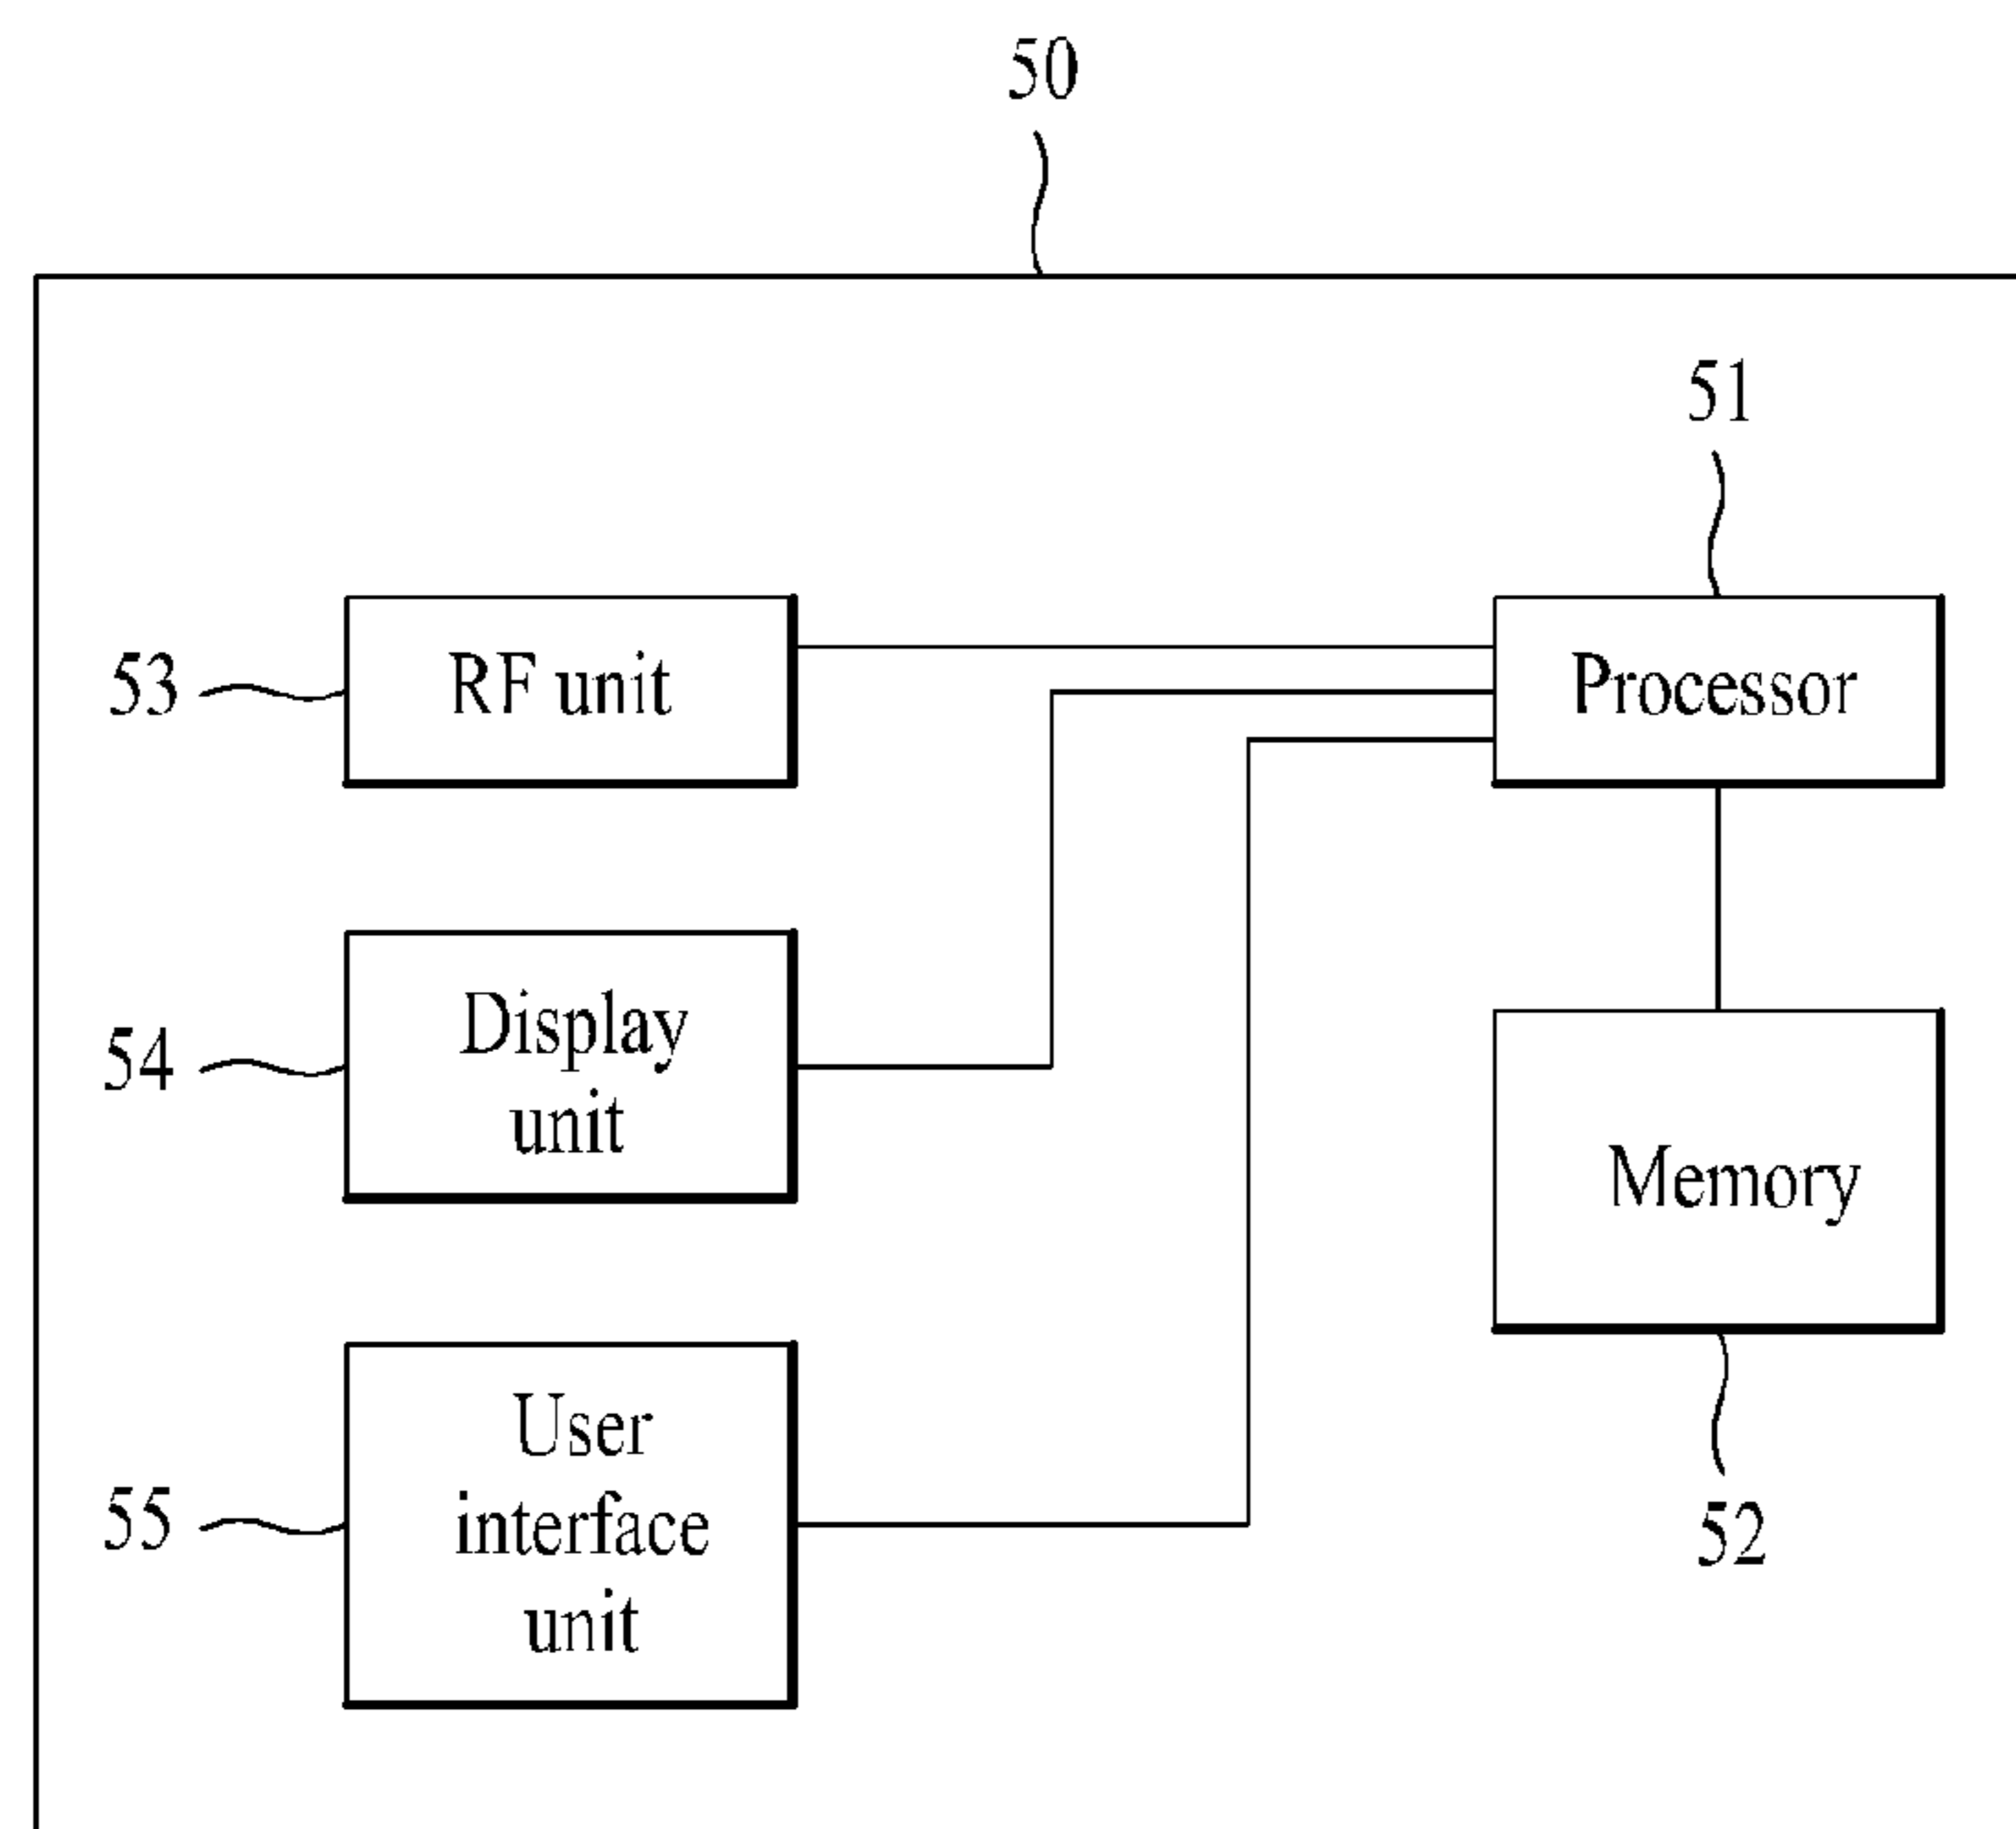 50
51
53
RF unit
Processor
54
Display
unit
Memory
55
User
interface
unit
52